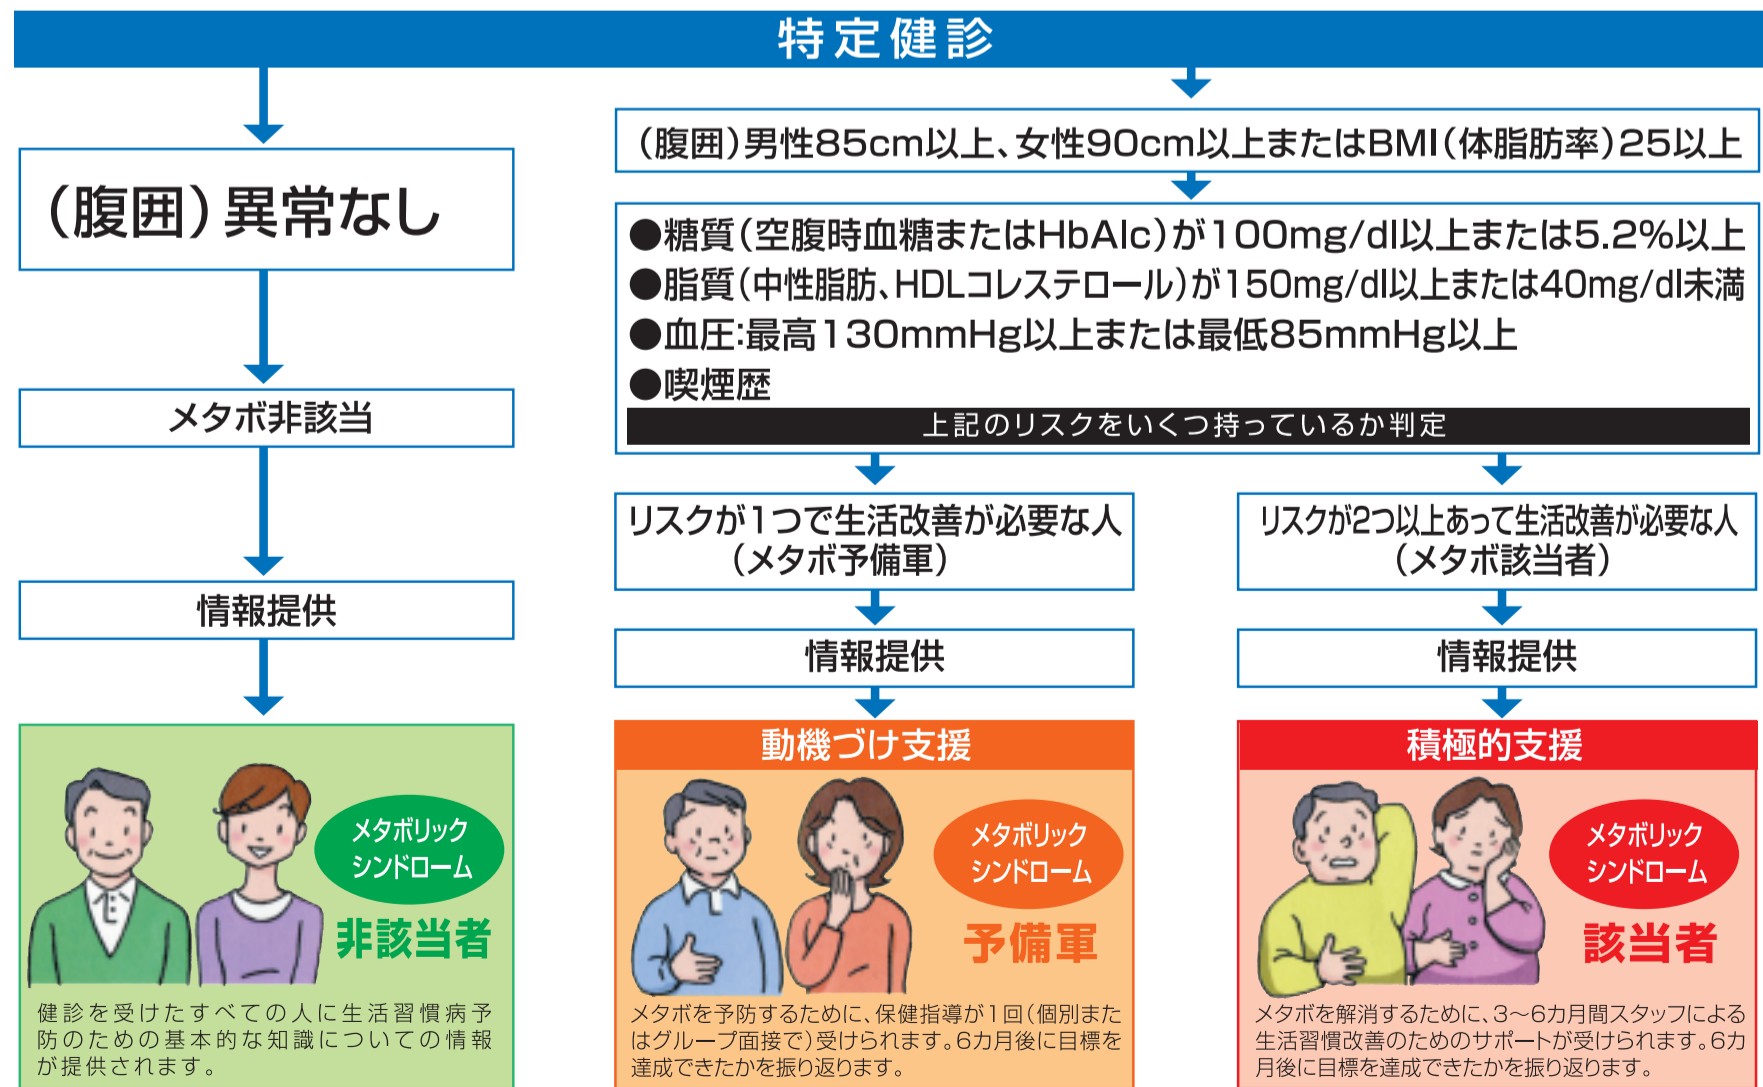 特定健診
(腹囲)異常なし
メタボ非該当
情報提供
メタボリック
シンドローム
非該当者
健診を受けたすべての人に生活習慣病予
防のための基本的な知識についての情報
が提供されます。
(腹囲)男性85cm以上、女性90cm以上またはBMI(体脂肪率)25以上
●糖質(空腹時血糖またはHbAlc)が100mg/dl以上または5.2%以上
●脂質(中性脂肪、HDLコレステロール)が150mg/dl以上または40mg/dl未満
●血圧:最高130mmHg以上または最低85mmHg以上
●喫煙歴
上記のリスクをいくつ持っているか判定
リスクが1つで生活改善が必要な人
(メタボ予備軍)
情報提供
動機づけ支援
メタボリック
シンドローム
予備軍
メタボを予防するために、保健指導が1回(個別また
はグループ面接で)受けられます。6カ月後に目標を
達成できたかを振り返ります。
リスクが2つ以上あって生活改善が必要な人
(メタボ該当者)
情報提供
積極的支援
メタボリック
シンドローム
該当者
メタボを解消するために、3〜6カ月間スタッフによる
生活習慣改善のためのサポートが受けられます。6カ
月後に目標を達成できたかを振り返ります。